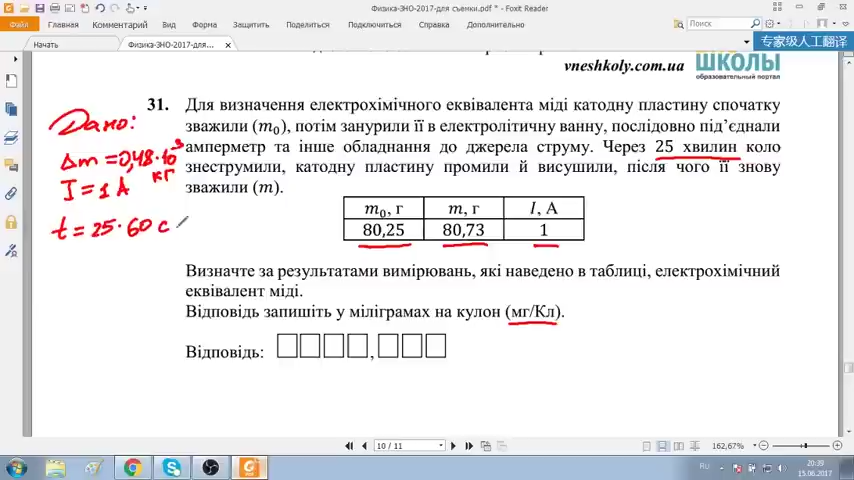 Физика-ЗНО-2017-для съемки.pdf * - Foxit Reader
Файл
Главная
Комментарий
Вид
Защитить
Поделиться
Подключиться
Справка
Дополнительно
Поиск
Начать
Физика-ЗНО-2017-для...
专家级人工翻译
vneshkoly.com.ua
ШКОЛЫ
образовательный портал
31. Для визначення електрохімічного еквівалента міді катодну пластину спочатку
зважили (m₀), потім занурили її в електролітичну ванну, послідовно під’єднали
амперметр та інше обладнання до джерела струму. Через 25 хвилин коло
знеструмили, катодну пластину промили й висушили, після чого її знову
зважили (m).
Дано:
Δm = 0,48·10⁻³
кг
I = 1 А
t = 25·60 с
m₀, г m, г I, А
80,25 80,73 1
Визначте за результатами вимірювань, які наведено в таблиці, електрохімічний
еквівалент міді.
Відповідь запишіть у міліграмах на кулон (мг/Кл).
Відповідь: ,
10 / 11
162,67%
RU
20:39
15.06.2017